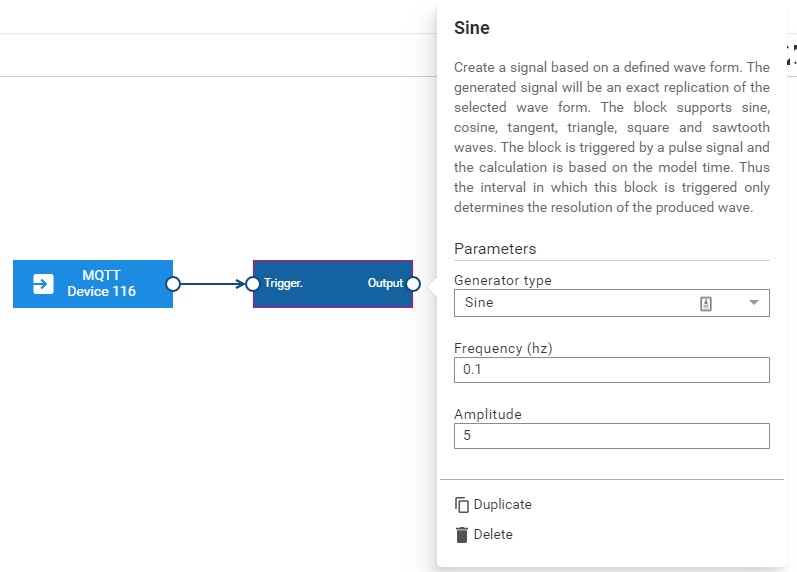 Sine
Create a signal based on a defined wave form. The
generated signal will be an exact replication of the
selected wave form. The block supports sine,
cosine, tangent, triangle, square and sawtooth
waves. The block is triggered by a pulse signal and
the calculation is based on the model time. Thus
the interval in which this block is triggered only
determines the resolution of the produced wave.
Parameters
Generator type
Sine
Frequency (hz)
0.1
Amplitude
5
Duplicate
Delete
MQTT
Device 116
Trigger.
Output